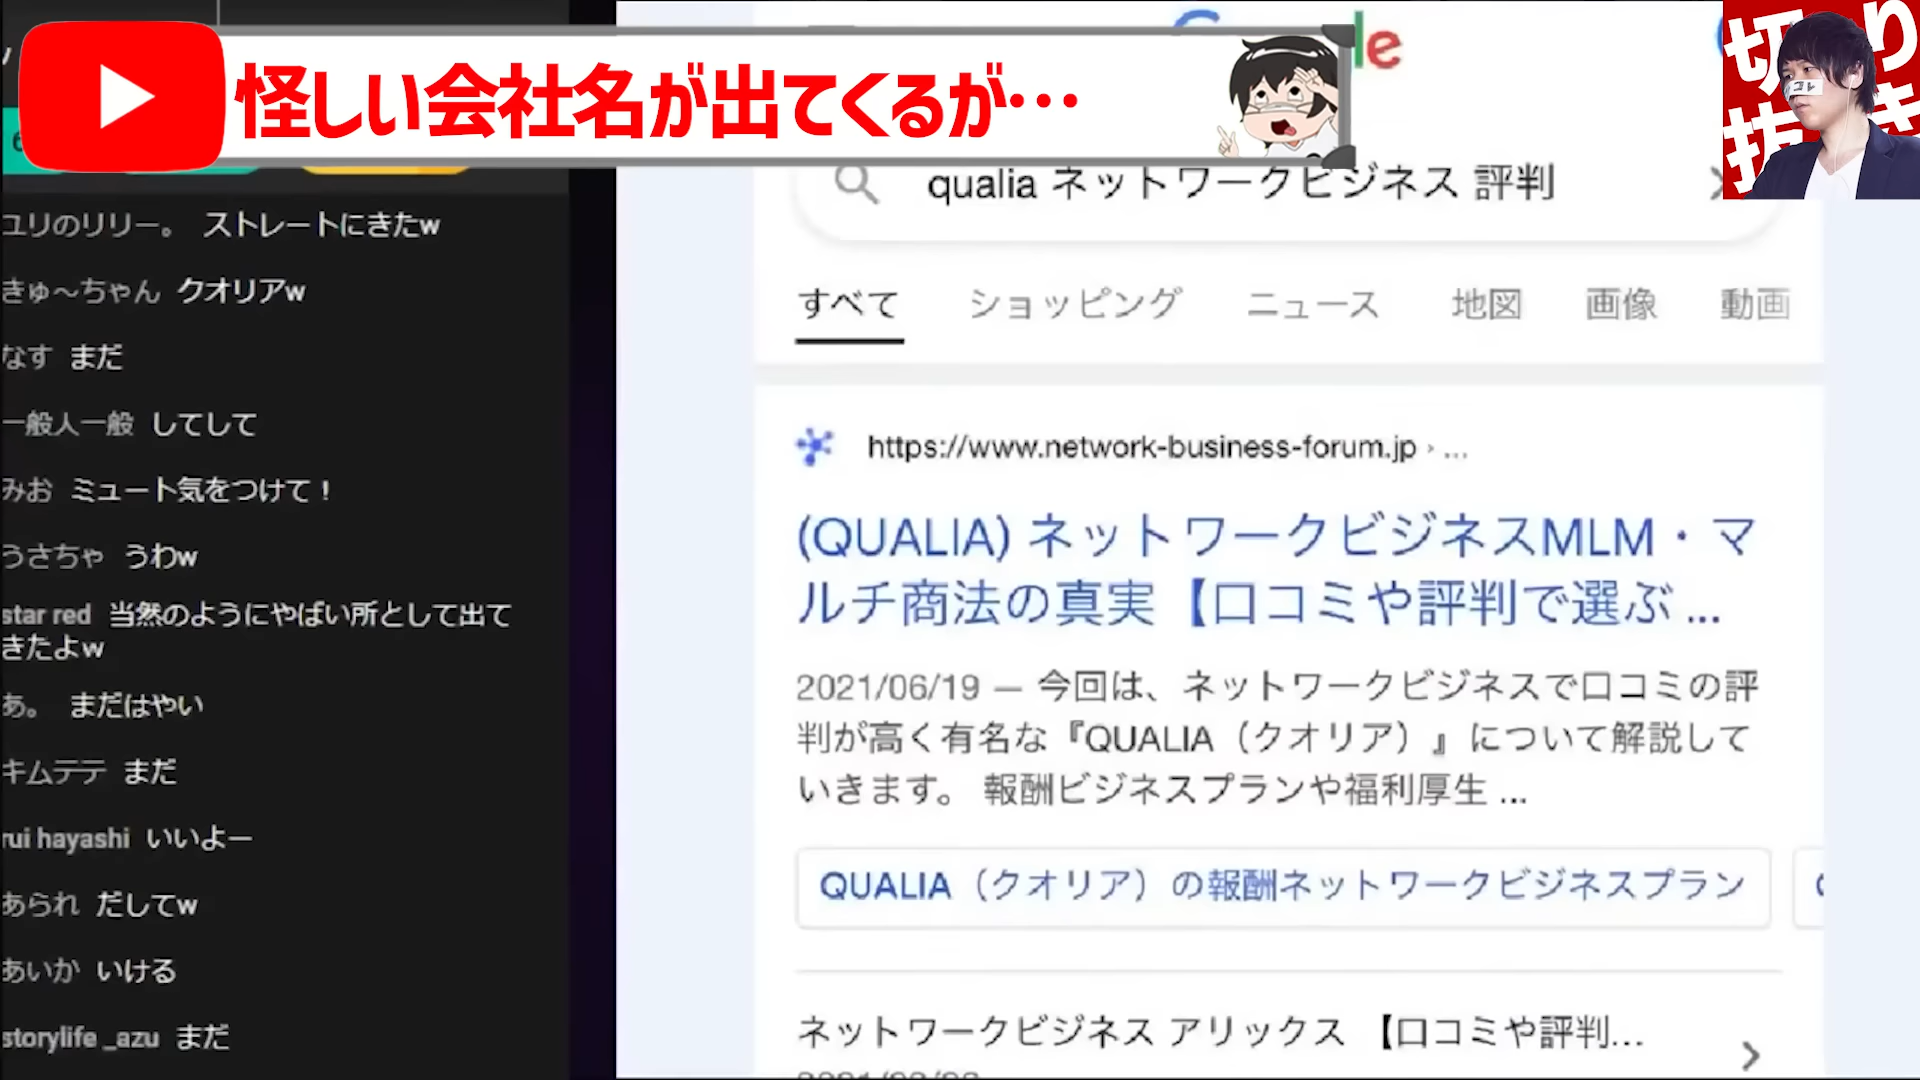 怪しい会社名が出てくるが…
切り
抜き
qualia ネットワークビジネス 評判
すべて ショッピング ニュース 地図 画像 動画
https://www.network-business-forum.jp › ...
(QUALIA) ネットワークビジネスMLM・マ
ルチ商法の真実【口コミや評判で選ぶ ...
2021/06/19 — 今回は、ネットワークビジネスで口コミの評
判が高く有名な『QUALIA（クオリア）』について解説して
いきます。 報酬ビジネスプランや福利厚生 ...
QUALIA（クオリア）の報酬ネットワークビジネスプラン
ネットワークビジネス アリックス 【口コミや評判...
ユリのリリー。 ストレートにきたw
きゅ〜ちゃん クオリアw
なす まだ
一般人一般 してして
みお ミュート気をつけて！
うさちゃ うわw
star red 当然のようにやばい所として出て
きたよw
あ。 まだはやい
キムテテ まだ
rui hayashi いいよー
あられ だしてw
あいか いける
storylife _azu まだ